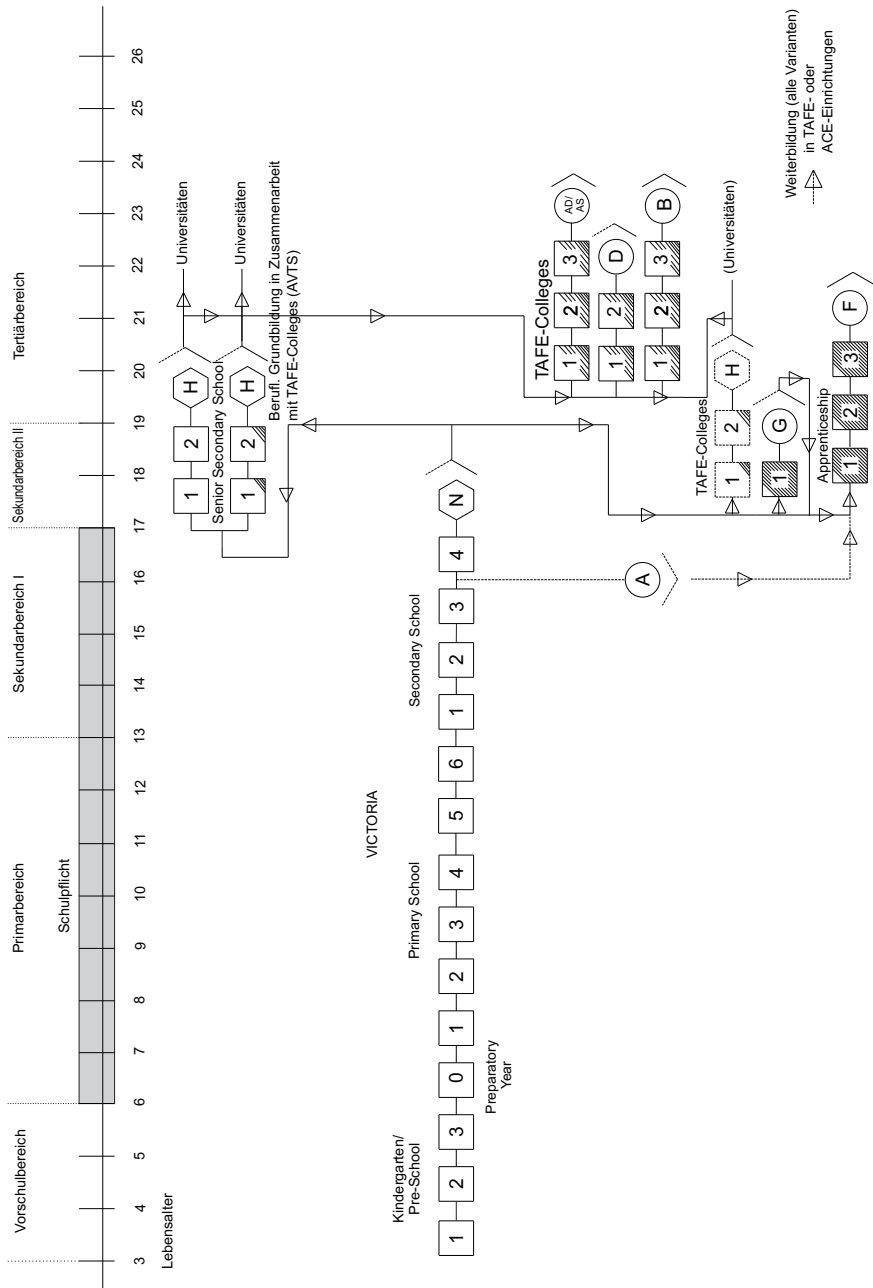 Vorschulbereich
Primarbereich
Sekundarbereich I
Sekundarbereich II
Tertiärbereich
Schulpflicht
3 4 5 6 7 8 9 10 11 12 13 14 15 16 17 18 19 20 21 22 23 24 25 26
Lebensalter
1 2 H
Universitäten
Senior Secondary School
1 2 H
Universitäten
Berufl. Grundbildung in Zusammenarbeit
mit TAFE-Colleges (AVTS)
VICTORIA
Kindergarten/
Pre-School
Primary School
Secondary School
1 2 3 0 1 2 3 4 5 6 1 2 3 4 N
Preparatory
Year
TAFE-Colleges
1 2 3 AD/
AS
1 2 D
1 2 3 B
A
TAFE-Colleges
1 2 H
(Universitäten)
1 G
Apprenticeship
1 2 3 F
Weiterbildung (alle Varianten)
in TAFE- oder
ACE-Einrichtungen